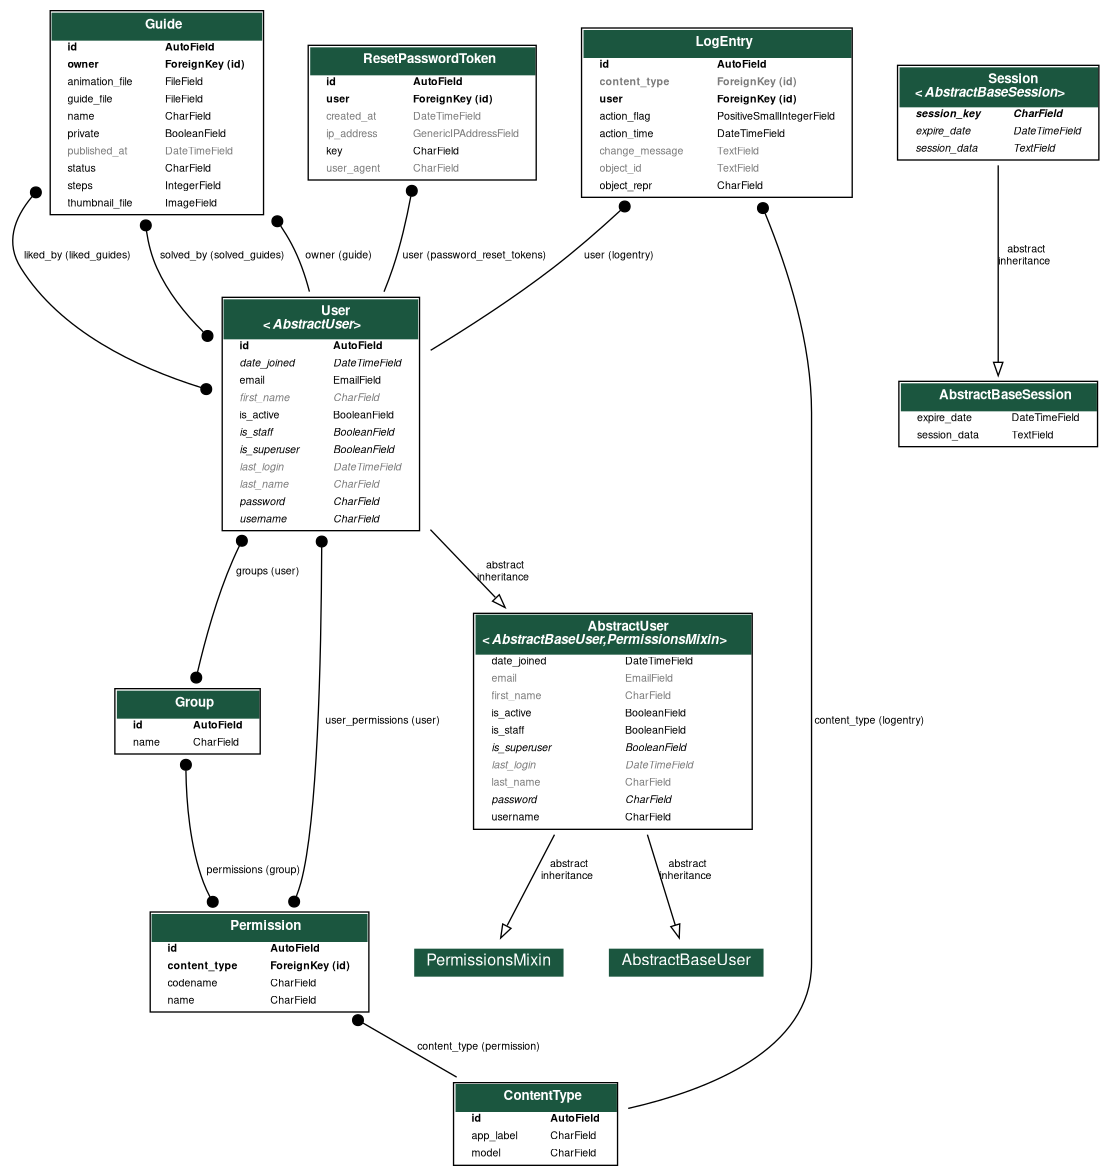 Guide
id AutoField
owner ForeignKey (id)
animation_file FileField
guide_file FileField
name CharField
private BooleanField
published_at DateTimeField
status CharField
steps IntegerField
thumbnail_file ImageField
ResetPasswordToken
id AutoField
user ForeignKey (id)
created_at DateTimeField
ip_address GenericIPAddressField
key CharField
user_agent CharField
LogEntry
id AutoField
content_type ForeignKey (id)
user ForeignKey (id)
action_flag PositiveSmallIntegerField
action_time DateTimeField
change_message TextField
object_id TextField
object_repr CharField
Session
< AbstractBaseSession>
session_key CharField
expire_date DateTimeField
session_data TextField
liked_by (liked_guides)
solved_by (solved_guides)
owner (guide)
user (password_reset_tokens)
user (logentry)
abstract
inheritance
User
< AbstractUser>
id AutoField
date_joined DateTimeField
email EmailField
first_name CharField
is_active BooleanField
is_staff BooleanField
is_superuser BooleanField
last_login DateTimeField
last_name CharField
password CharField
username CharField
AbstractBaseSession
expire_date DateTimeField
session_data TextField
groups (user)
abstract
inheritance
AbstractUser
< AbstractBaseUser,PermissionsMixin>
date_joined DateTimeField
email EmailField
first_name CharField
is_active BooleanField
is_staff BooleanField
is_superuser BooleanField
last_login DateTimeField
last_name CharField
password CharField
username CharField
Group
id AutoField
name CharField
user_permissions (user)
content_type (logentry)
permissions (group)
abstract
inheritance
abstract
inheritance
Permission
id AutoField
content_type ForeignKey (id)
codename CharField
name CharField
PermissionsMixin
AbstractBaseUser
content_type (permission)
ContentType
id AutoField
app_label CharField
model CharField